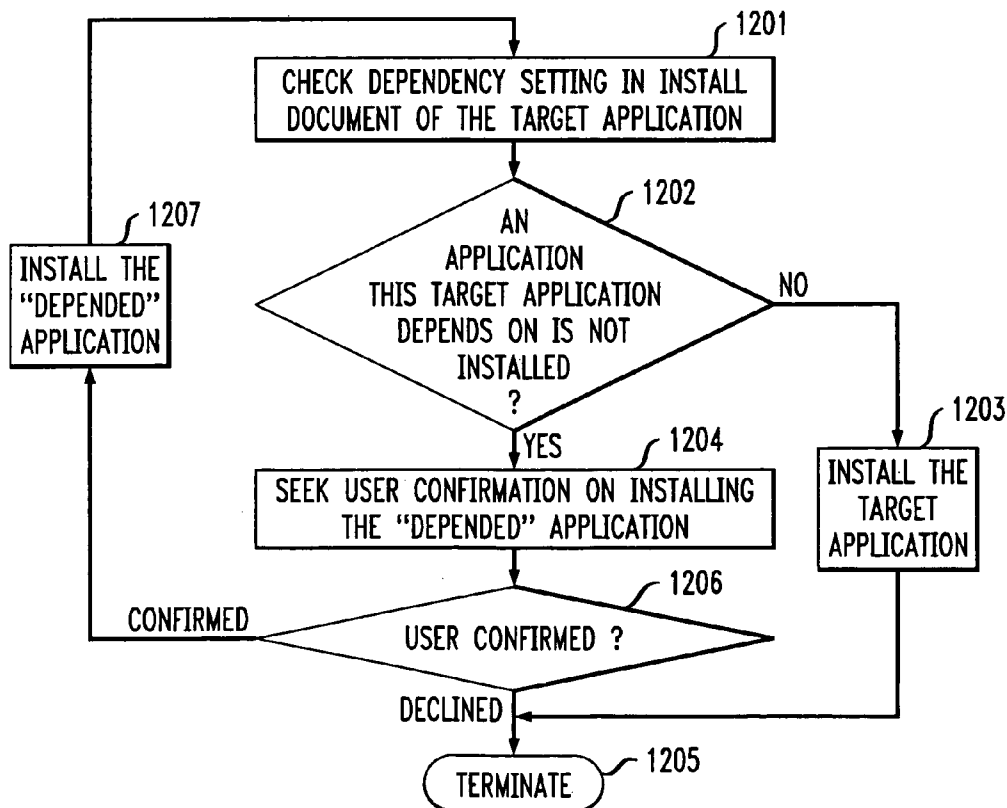 1201
CHECK DEPENDENCY SETTING IN INSTALL
DOCUMENT OF THE TARGET APPLICATION
1202
AN
APPLICATION
THIS TARGET APPLICATION
DEPENDS ON IS NOT
INSTALLED
?
NO
YES
1207
INSTALL THE
“DEPENDED”
APPLICATION
1203
INSTALL THE
TARGET
APPLICATION
1204
SEEK USER CONFIRMATION ON INSTALLING
THE “DEPENDED” APPLICATION
1206
USER CONFIRMED ?
CONFIRMED
DECLINED
1205
TERMINATE